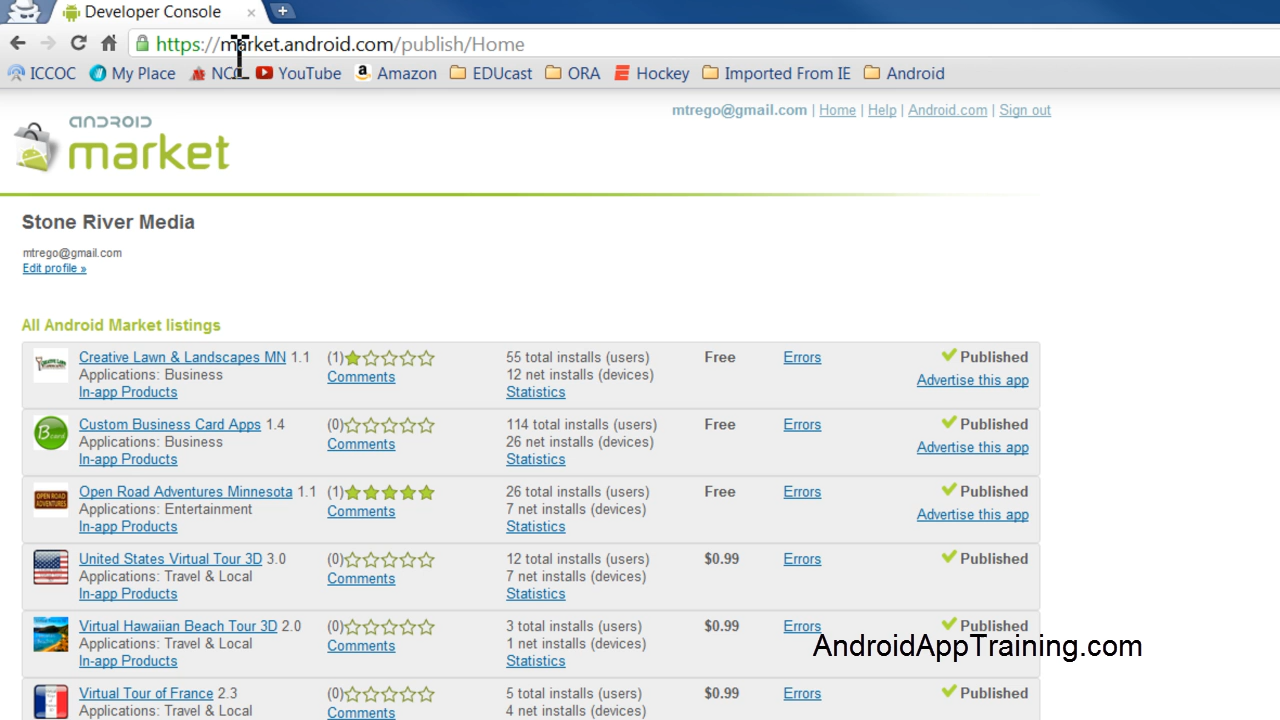 Developer Console
https://market.android.com/publish/Home
ICCOC My Place YouTube Amazon EDUcast ORA Hockey Imported From IE Android
mtrego@gmail.com | Home | Help | Android.com | Sign out
android
market
Stone River Media
mtrego@gmail.com
Edit profile »
All Android Market listings
Creative Lawn & Landscapes MN 1.1 (1) 55 total installs (users) Free Errors Published
Applications: Business Comments 12 net installs (devices) Advertise this app
In-app Products Statistics
Custom Business Card Apps 1.4 (0) 114 total installs (users) Free Errors Published
Applications: Business Comments 26 net installs (devices) Advertise this app
In-app Products Statistics
OPEN ROAD ADVENTURES
Open Road Adventures Minnesota 1.1 (1) 26 total installs (users) Free Errors Published
Applications: Entertainment Comments 7 net installs (devices) Advertise this app
In-app Products Statistics
United States Virtual Tour 3D 3.0 (0) 12 total installs (users) $0.99 Errors Published
Applications: Travel & Local Comments 7 net installs (devices)
In-app Products Statistics
Virtual Hawaiian Beach Tour 3D 2.0 (0) 3 total installs (users) $0.99 Errors Published
Applications: Travel & Local Comments 1 net installs (devices)
In-app Products Statistics
AndroidAppTraining.com
Virtual Tour of France 2.3 (0) 5 total installs (users) $0.99 Errors Published
Applications: Travel & Local Comments 4 net installs (devices)